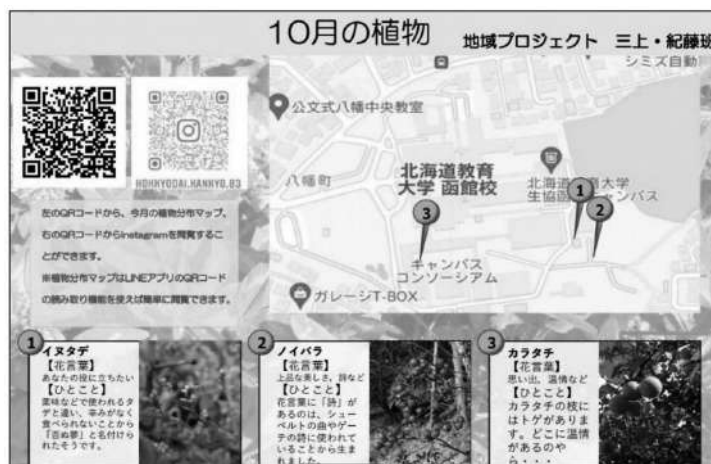 10月の植物
地域プロジェクト 三上・紀藤班
HOKKYODAI.HANKYO.83
左のQRコードから、今月の植物分布マップ。
右のQRコードからInstagramを閲覧するこ
とができます。
※植物分布マップはLINEアプリのQRコード
の読み取り機能を使えば簡単に閲覧できます。
シミズ自動
公文式八幡中央教室
八幡町
北海道教育
大学 函館校
北海道
育大学
生協函
ャンパス
1
2
3
キャンパス
コンソーシアム
ガレージT-BOX
1
イヌタデ
【花言葉】
あなたの役に立ちたい
【ひとこと】
薬味などで使われるタ
デと違い、辛みがなく
食べられないことから
と名付けら
れたそうです。
2
ノイバラ
【花言葉】
上品な美しさ、詩など
【ひとこと】
花言葉に「詩」が
あるのは、シュー
ベルトの曲やゲー
テの詩に使われて
いることから生ま
れました。
3
カラタチ
【花言葉】
思い出、温情など
【ひとこと】
カラタチの枝に
はトゲがありま
す。どこに温情
があるのや
ら・・・